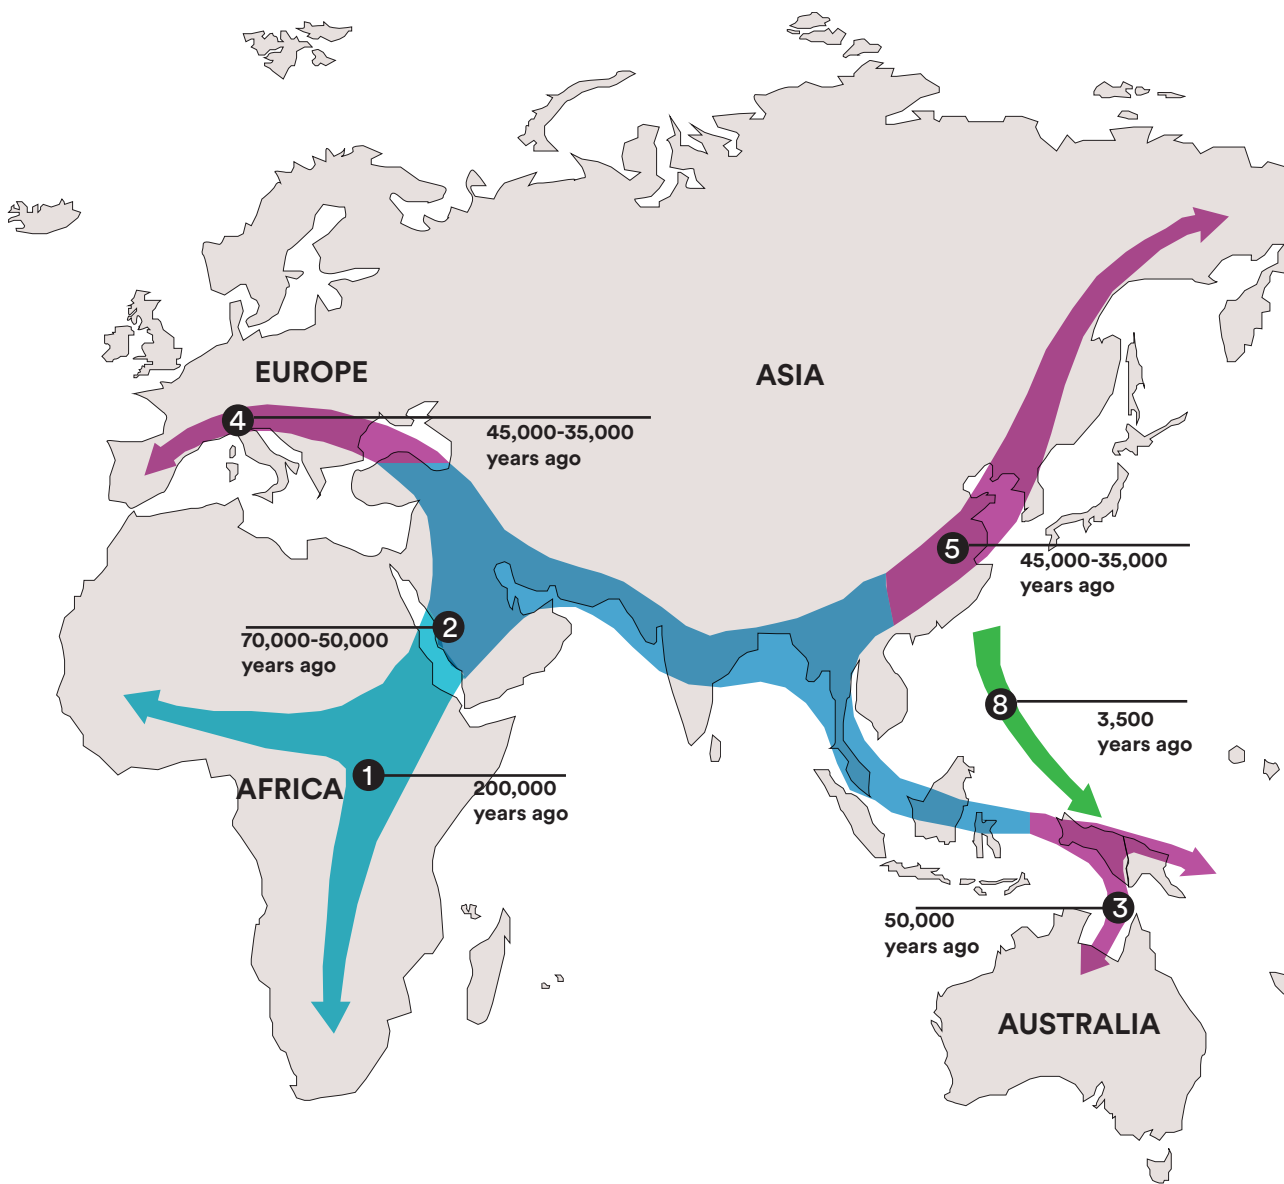 EUROPE
ASIA
4
45,000-35,000
years ago
5
45,000-35,000
years ago
2
70,000-50,000
years ago
8
3,500
years ago
1
AFRICA
200,000
years ago
3
50,000
years ago
AUSTRALIA